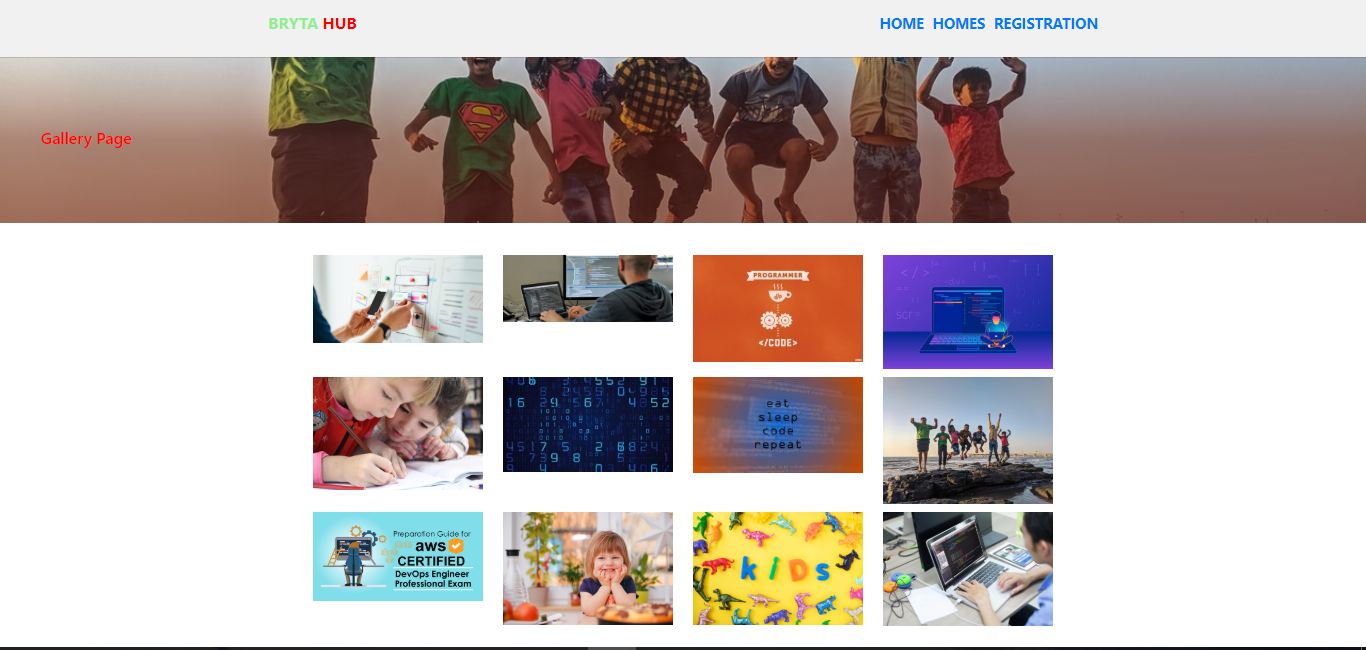 BRYTA HUB
HOME HOMES REGISTRATION
Gallery Page
PROGRAMMER
</CODE>
</>
eat
sleep
code
repeat
Preparation Guide for
aws
CERTIFIED
DevOps Engineer
Professional Exam
kiDs